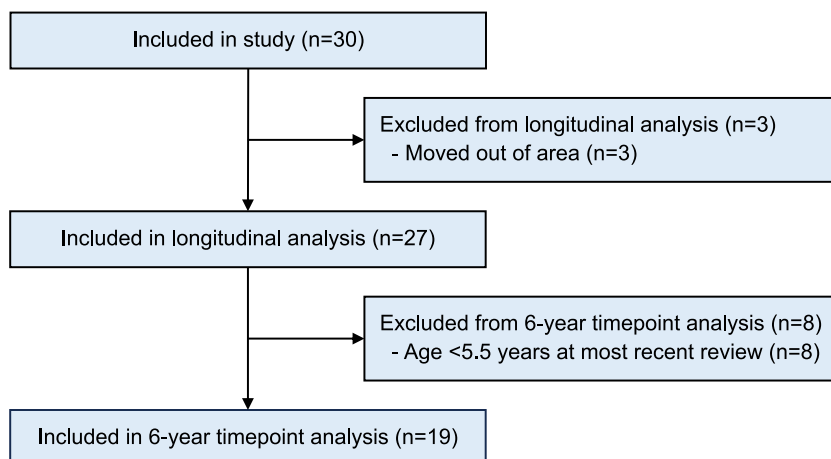 Included in study (n=30)
Excluded from longitudinal analysis (n=3)
- Moved out of area (n=3)
Included in longitudinal analysis (n=27)
Excluded from 6-year timepoint analysis (n=8)
- Age <5.5 years at most recent review (n=8)
Included in 6-year timepoint analysis (n=19)